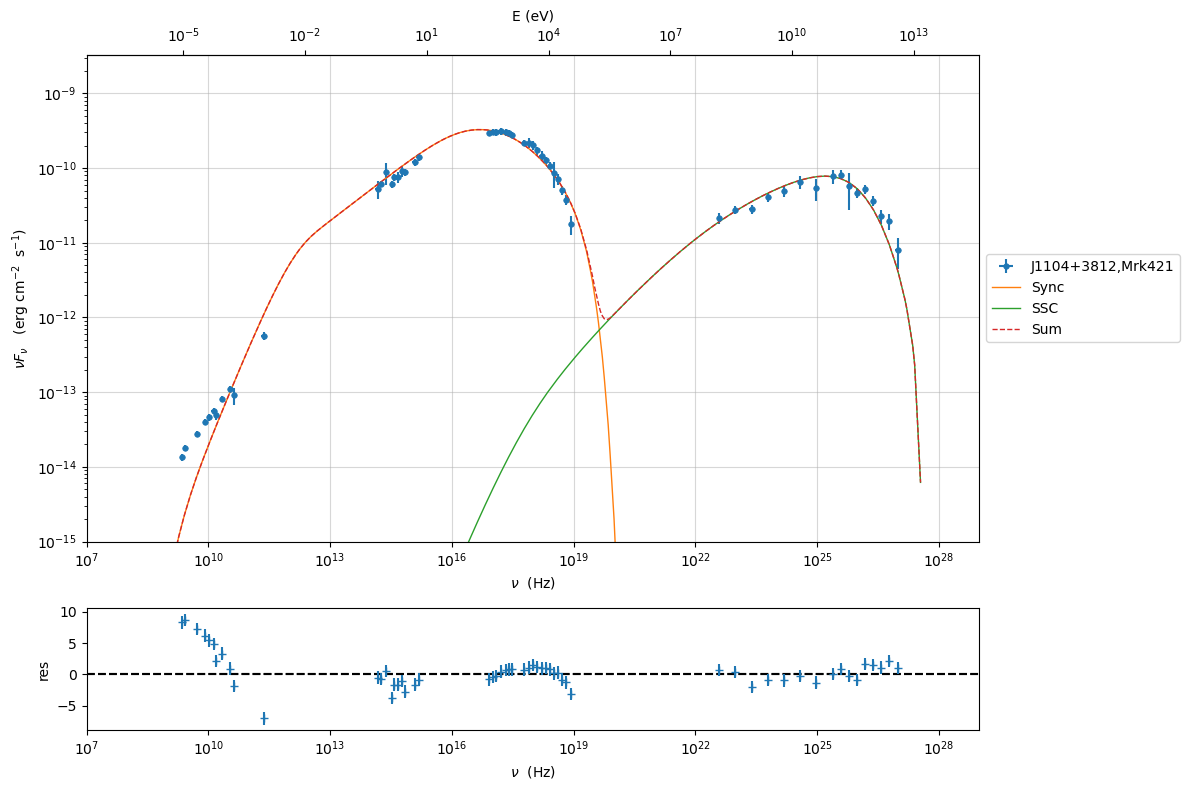 E (eV)
10⁻⁵ 10⁻² 10¹ 10⁴ 10⁷ 10¹⁰ 10¹³
νFᵥ (erg cm⁻² s⁻¹)
10⁻⁹
10⁻¹⁰
10⁻¹¹
10⁻¹²
10⁻¹³
10⁻¹⁴
10⁻¹⁵
10⁷ 10¹⁰ 10¹³ 10¹⁶ 10¹⁹ 10²² 10²⁵ 10²⁸
ν (Hz)
J1104+3812,Mrk421
Sync
SSC
Sum
res
10
5
0
−5
10⁷ 10¹⁰ 10¹³ 10¹⁶ 10¹⁹ 10²² 10²⁵ 10²⁸
ν (Hz)